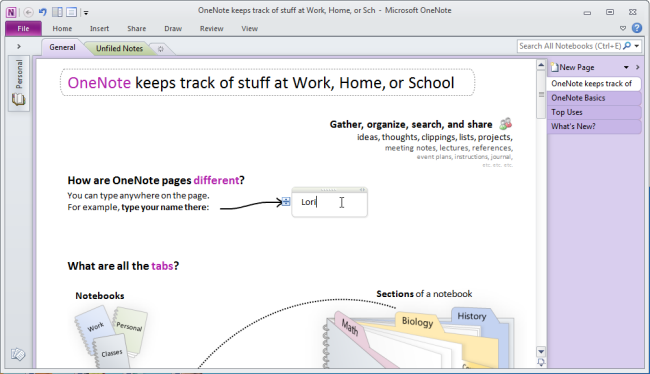 OneNote keeps track of stuff at Work, Home, or Sch - Microsoft OneNote
File Home Insert Share Draw Review View
Personal
General Unfiled Notes
Search All Notebooks (Ctrl+E)
New Page
OneNote keeps track of
OneNote Basics
Top Uses
What's New?
OneNote keeps track of stuff at Work, Home, or School
Gather, organize, search, and share
ideas, thoughts, clippings, lists, projects,
meeting notes, lectures, references,
event plans, instructions, journal,
etc. etc. etc.
How are OneNote pages different?
You can type anywhere on the page.
For example, type your name there:
Lori
What are all the tabs?
Notebooks
Work
Personal
Classes
Sections of a notebook
Math
Biology
History